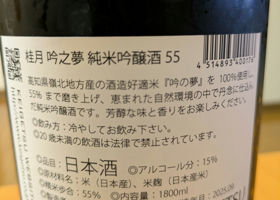 桂月 吟之夢 純米吟醸酒 55
4 514893 400176
高知県嶺北地方産の酒造好適米『吟の夢』を100%使用し、
55%まで磨き上げ、恵まれた自然環境の中で丹念に仕込ん
だ純米吟醸酒です。芳醇な味と香りをお楽しみください。
◎お飲み方:冷やしてお飲み下さい。
◎20歳未満の飲酒は法律で禁止されています。
◎品目:日本酒 ◎アルコール分:15%
◎原材料名:米(日本産)、米麹(日本産米)
◎精米歩合:55% ◎内容量:1800ml
2025.09